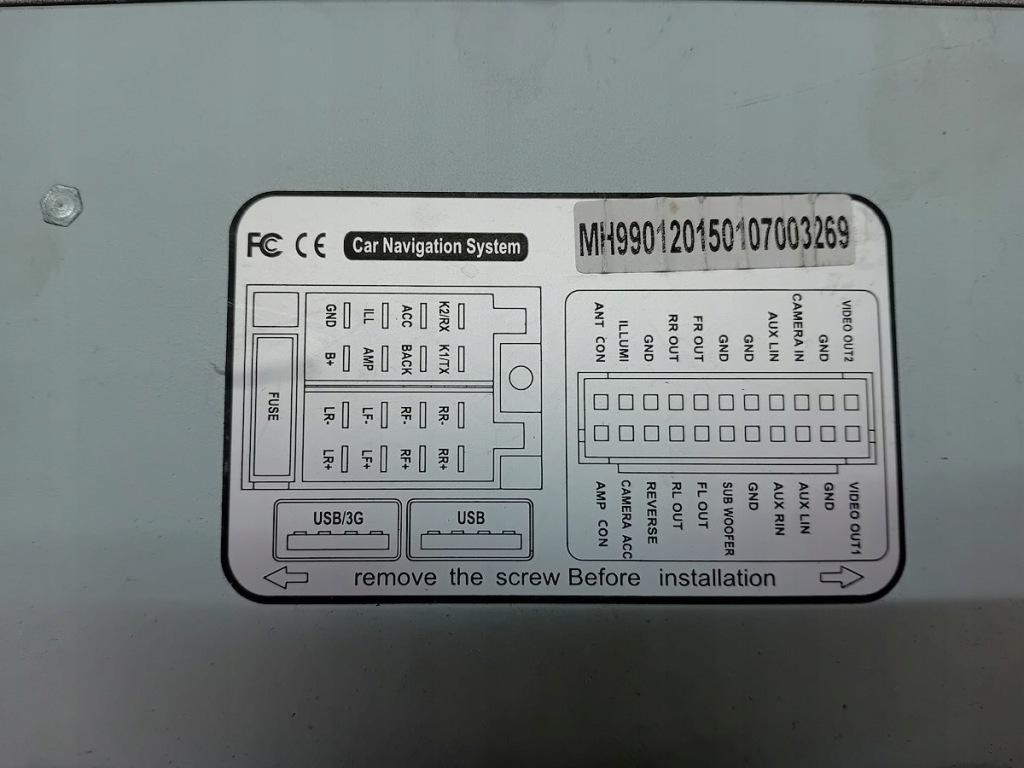 FC CE Car Navigation System
MH990120150107003269
GND ILL ACC K2/RX
B+ AMP BACK K1/TX
LR- LF- RF- RR-
LR+ LF+ RF+ RR+
FUSE
USB/3G USB
ANT CON ILLUMI GND RR OUT FR OUT GND GND AUX LIN CAMERA IN GND VIDEO OUT2
AMP CON CAMERA ACC REVERSE RL OUT FL OUT SUB WOOFER GND AUX RIN AUX LIN GND VIDEO OUT1
remove the screw Before installation